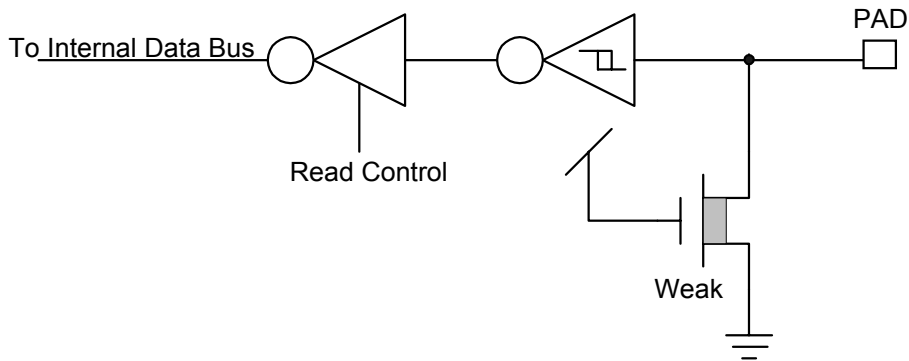 PAD
To Internal Data Bus
Read Control
Weak